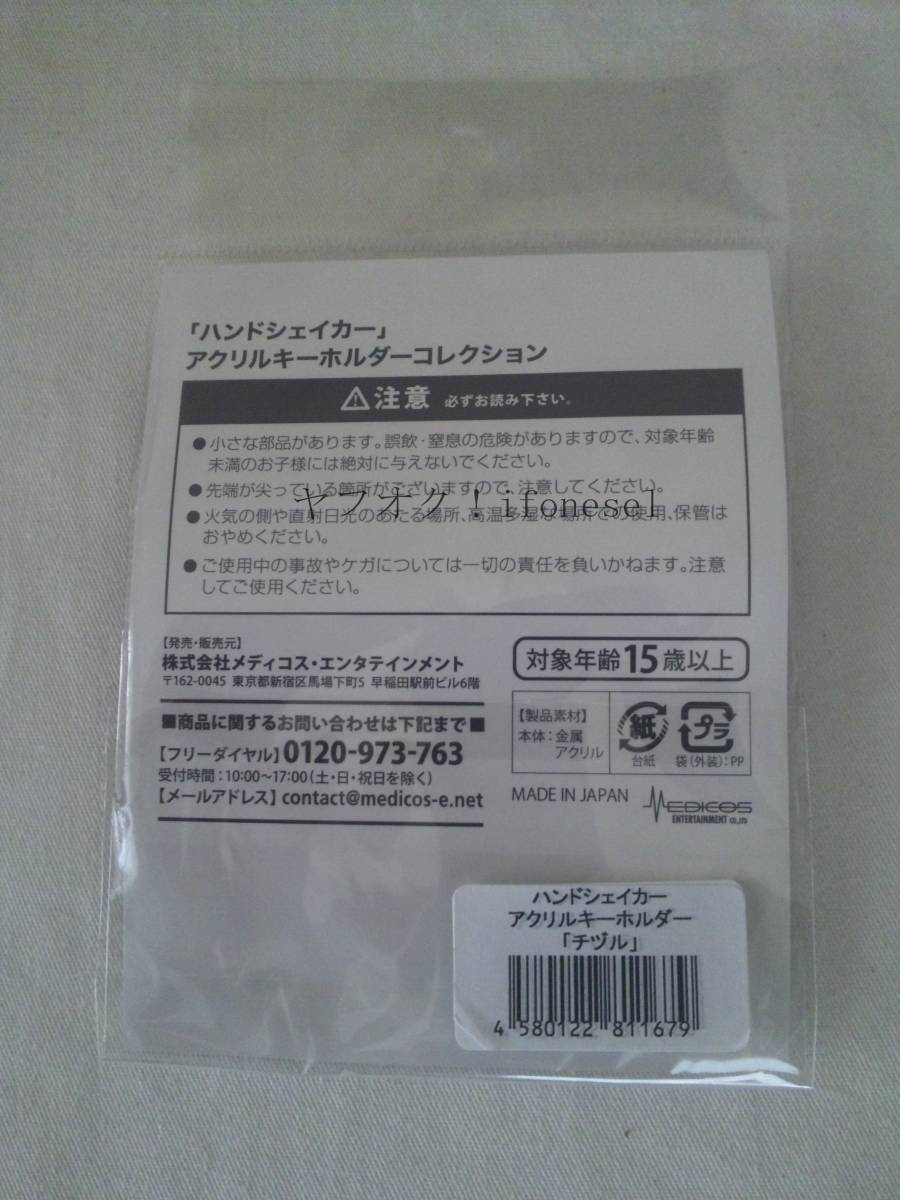 「ハンドシェイカー」
アクリルキーホルダーコレクション
⚠注意 必ずお読み下さい。
●小さな部品があります。誤飲・窒息の危険がありますので、対象年齢
未満のお子様には絶対に与えないでください。
●先端が尖っている箇所がございますので、注意してください。
ヤフオク!ifonesel
●火気の側や直射日光のあたる場所、高温多湿な場所での使用、保管は
おやめください。
●ご使用中の事故やケガについては一切の責任を負いかねます。注意
してご使用ください。
【発売・販売元】
株式会社メディコス・エンタテインメント
〒162-0045 東京都新宿区馬場下町5 早稲田駅前ビル6階
■商品に関するお問い合わせは下記まで■
【フリーダイヤル】0120-973-763
受付時間:10:00〜17:00(土・日・祝日を除く)
【メールアドレス】contact@medicos-e.net
対象年齢15歳以上
【製品素材】
本体:金属
アクリル
紙
台紙
プラ
袋(外装):PP
MADE IN JAPAN
MEDICOS
ENTERTAINMENT CO.,LTD
ハンドシェイカー
アクリルキーホルダー
「チヅル」
4 580122 811679